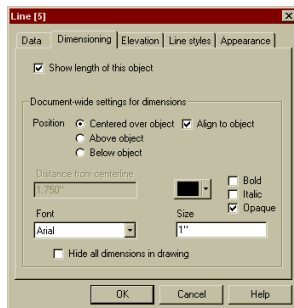 Line [5]
Data Dimensioning Elevation Line styles Appearance
Show length of this object
Document-wide settings for dimensions
Position Centered over object Align to object
Above object
Below object
Distance from centerline
1.750"
Bold
Italic
Opaque
Font Size
Arial 1"
Hide all dimensions in drawing
OK Cancel Help